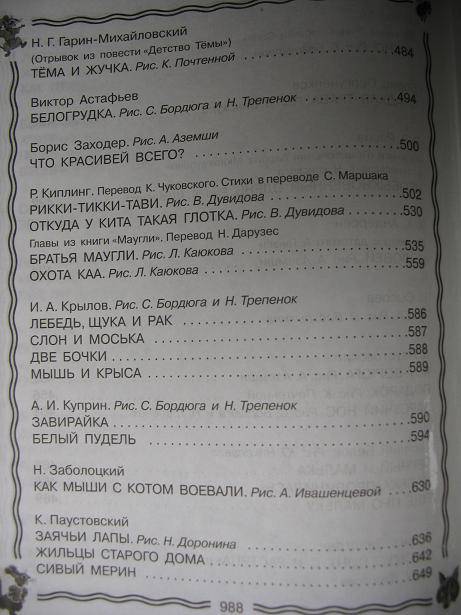 Н. Г. Гарин-Михайловский
(Отрывок из повести «Детство Тёмы»)
ТЁМА И ЖУЧКА. Рис. К. Почтенной 484
Виктор Астафьев
БЕЛОГРУДКА. Рис. С. Бордюга и Н. Трепенок 494
Борис Заходер. Рис. А. Аземши
ЧТО КРАСИВЕЙ ВСЕГО? 500
Р. Киплинг. Перевод К. Чуковского. Стихи в переводе С. Маршака
РИККИ-ТИККИ-ТАВИ. Рис. В. Дувидова 502
ОТКУДА У КИТА ТАКАЯ ГЛОТКА. Рис. В. Дувидова 530
Главы из книги «Маугли». Перевод Н. Дарузес
БРАТЬЯ МАУГЛИ. Рис. Л. Каюкова 535
ОХОТА КАА. Рис. Л. Каюкова 559
И. А. Крылов. Рис. С. Бордюга и Н. Трепенок
ЛЕБЕДЬ, ЩУКА И РАК 586
СЛОН И МОСЬКА 587
ДВЕ БОЧКИ 588
МЫШЬ И КРЫСА 589
А. И. Куприн. Рис. С. Бордюга и Н. Трепенок
ЗАВИРАЙКА 590
БЕЛЫЙ ПУДЕЛЬ 594
Н. Заболоцкий
КАК МЫШИ С КОТОМ ВОЕВАЛИ. Рис. А. Ивашенцевой 630
К. Паустовский
ЗАЯЧЬИ ЛАПЫ. Рис. Н. Доронина 636
ЖИЛЬЦЫ СТАРОГО ДОМА 642
СИВЫЙ МЕРИН 649
988